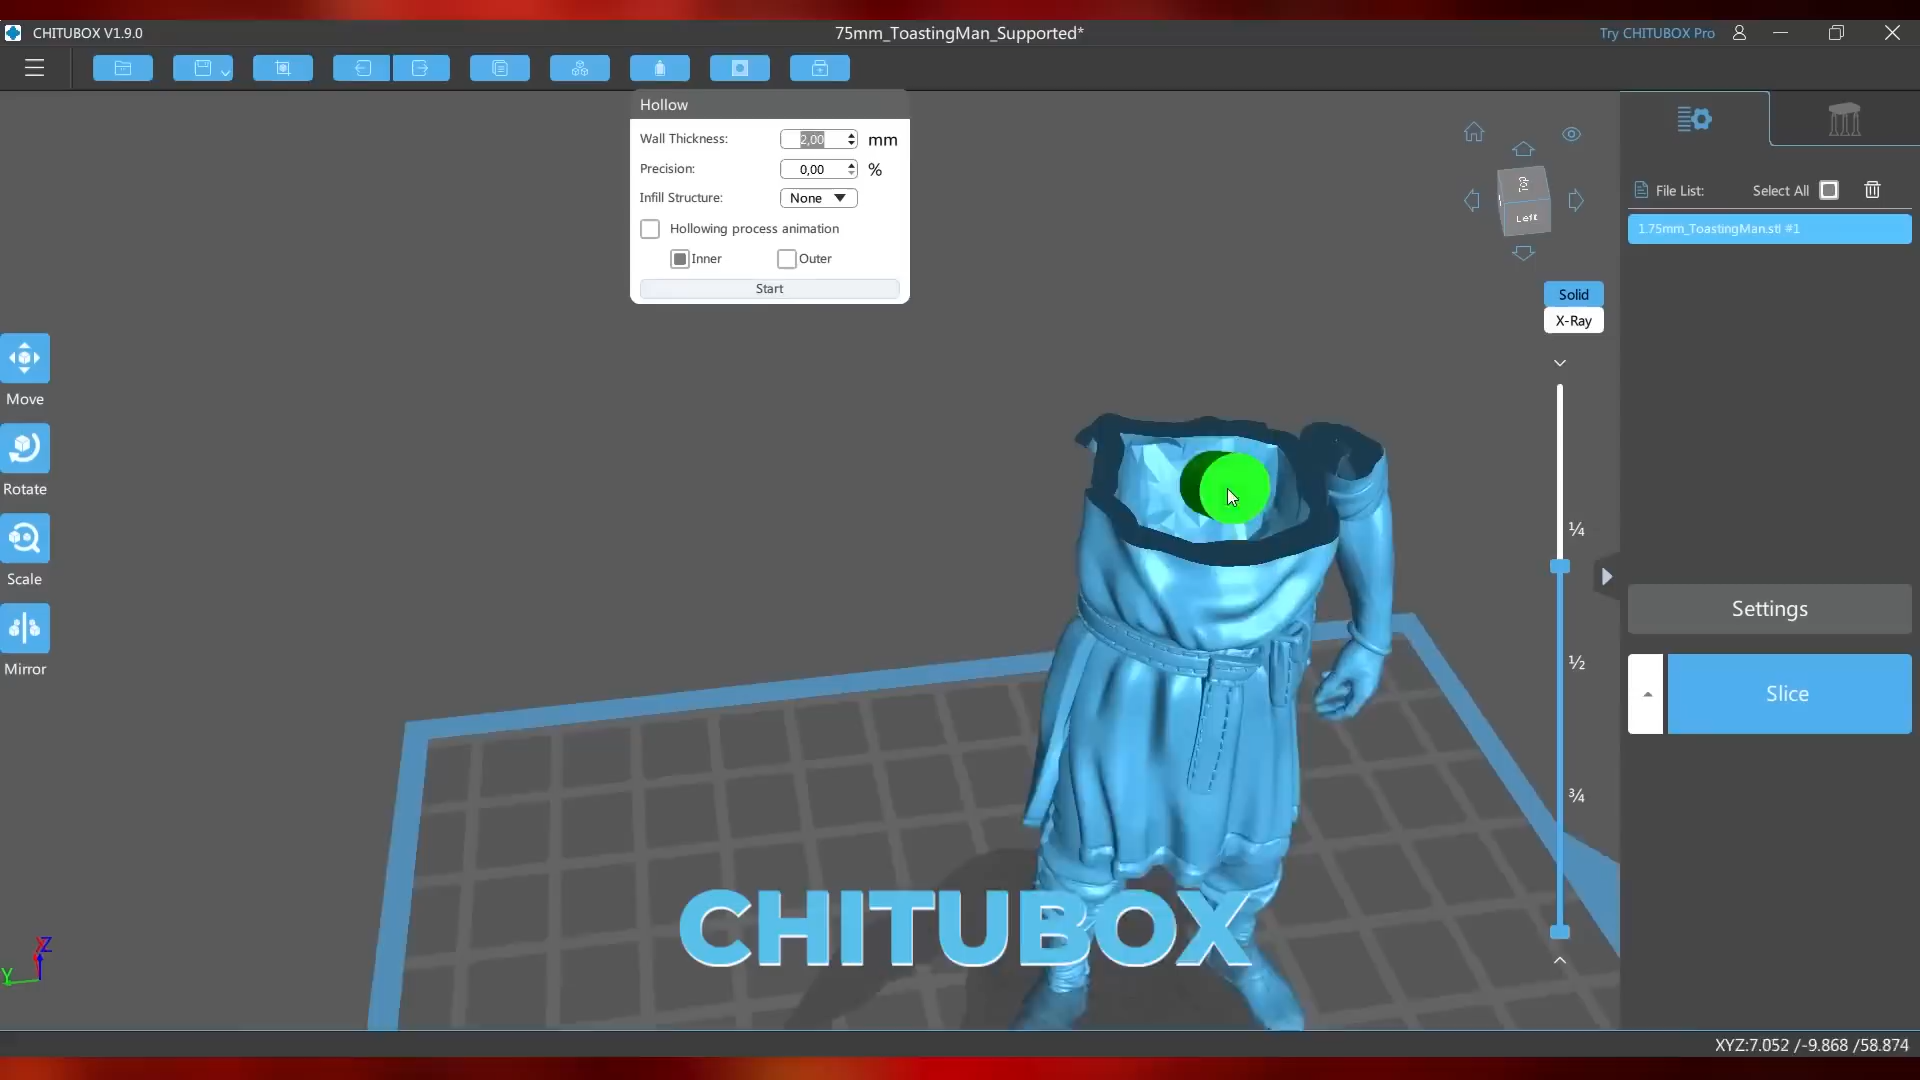 CHITUBOX V1.9.0
75mm_ToastingMan_Supported*
Try CHITUBOX Pro
Hollow
Wall Thickness: 2,00 mm
Precision: 0,00 %
Infill Structure: None
Hollowing process animation
Inner Outer
Start
Left
File List: Select All
1.75mm_ToastingMan.stl #1
Solid
X-Ray
Move
Rotate
Scale
Mirror
¼
½
¾
Settings
Slice
CHITUBOX
Z
Y
XYZ:7.052 /-9.868 /58.874